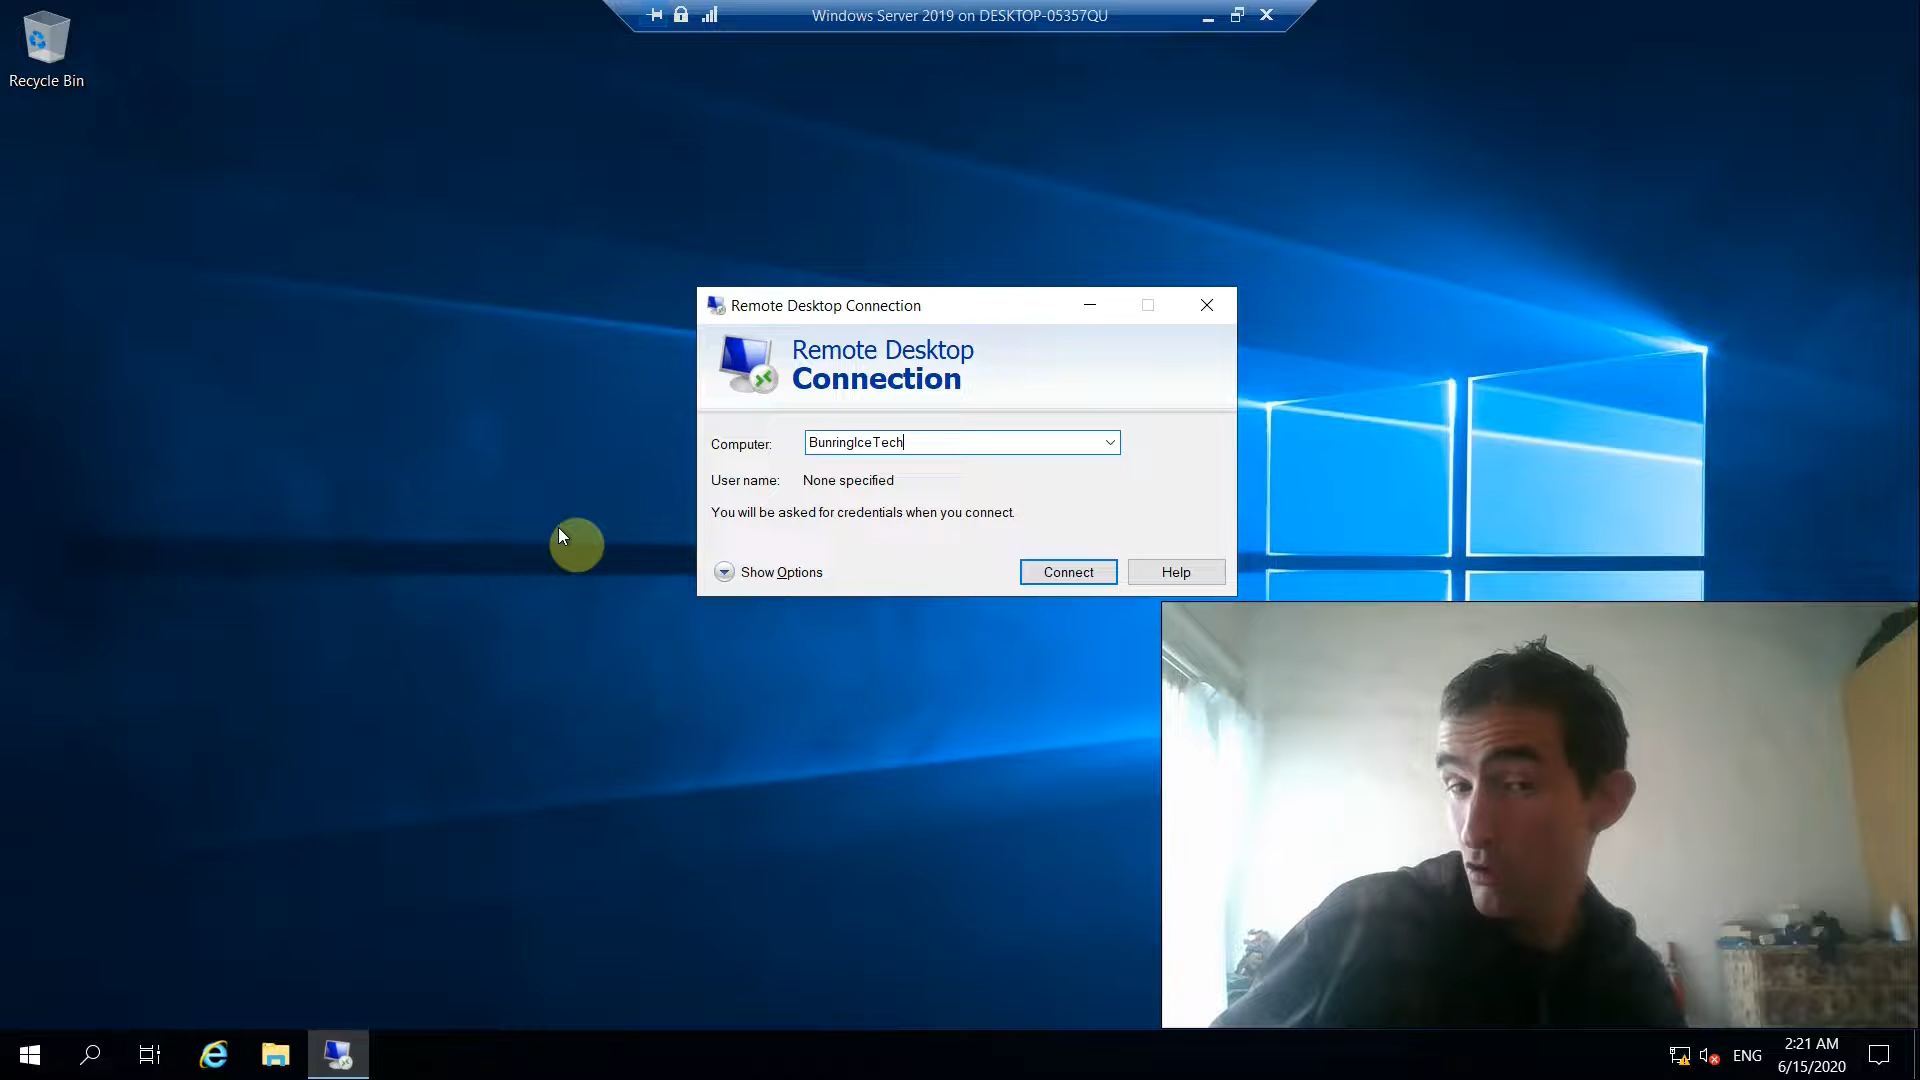 Windows Server 2019 on DESKTOP-05357QU
Recycle Bin
Remote Desktop Connection
Remote Desktop
Connection
Computer: BunringIceTech
User name: None specified
You will be asked for credentials when you connect.
Show Options Connect Help
ENG
2:21 AM
6/15/2020